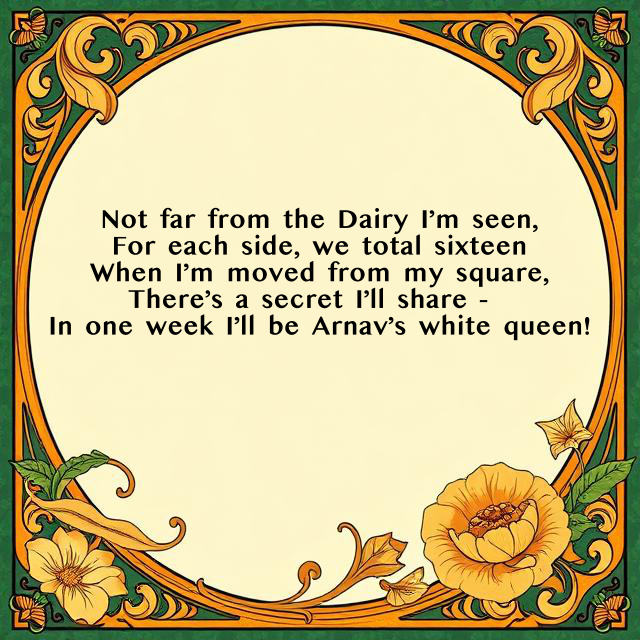 Not far from the Dairy I'm seen,
For each side, we total sixteen
When I'm moved from my square,
There's a secret I'll share -
In one week I'll be Arnav's white queen!